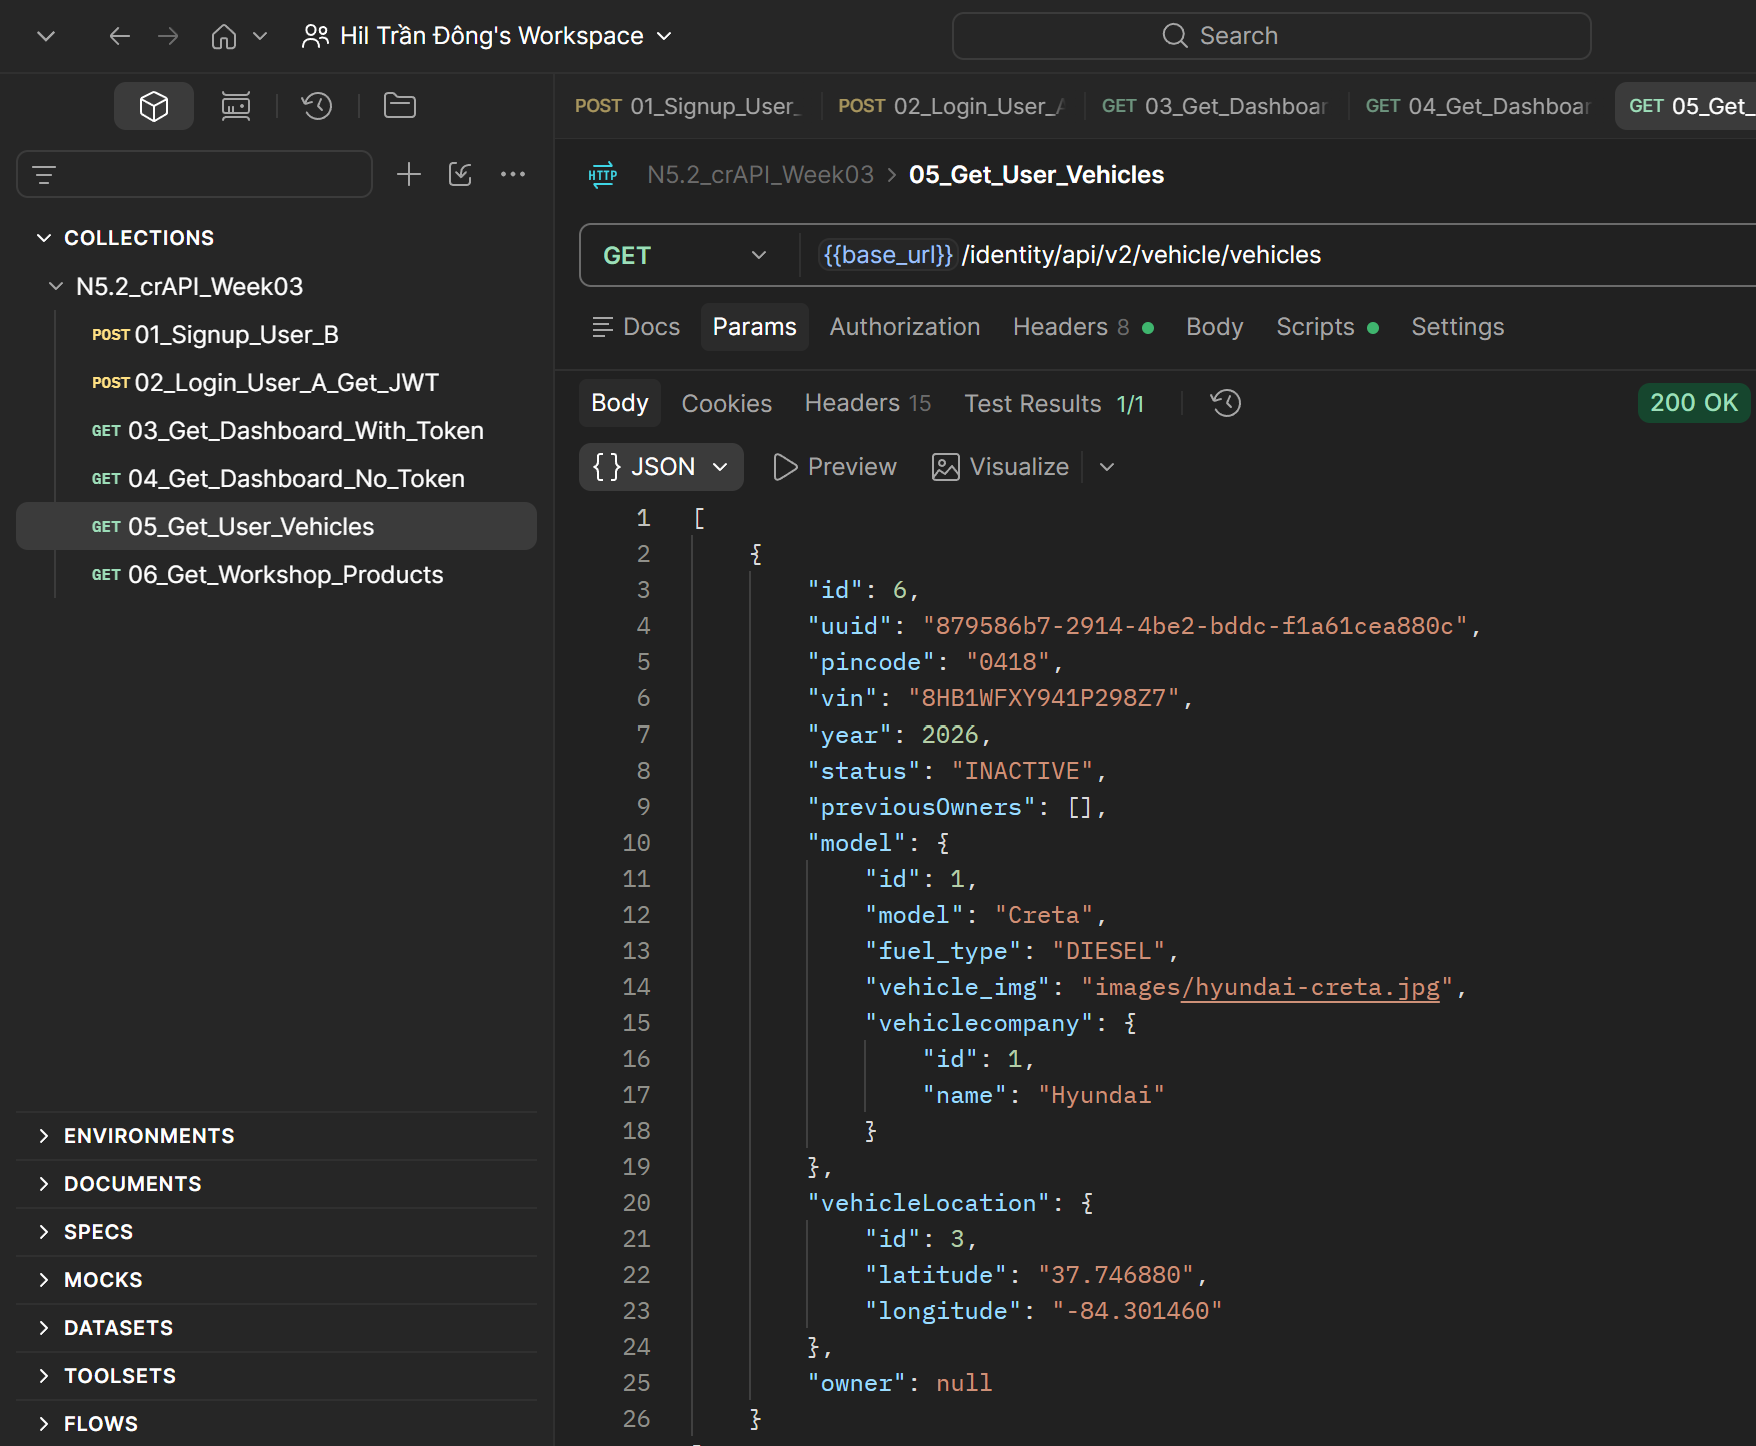 Hil Trần Đông's Workspace
Search
COLLECTIONS
N5.2_crAPI_Week03
POST 01_Signup_User_B
POST 02_Login_User_A_Get_JWT
GET 03_Get_Dashboard_With_Token
GET 04_Get_Dashboard_No_Token
GET 05_Get_User_Vehicles
GET 06_Get_Workshop_Products
ENVIRONMENTS
DOCUMENTS
SPECS
MOCKS
DATASETS
TOOLSETS
FLOWS
POST 01_Signup_User_ POST 02_Login_User_A GET 03_Get_Dashboar GET 04_Get_Dashboar GET 05_Get_
HTTP N5.2_crAPI_Week03 > 05_Get_User_Vehicles
GET {{base_url}}/identity/api/v2/vehicle/vehicles
Docs Params Authorization Headers 8 Body Scripts Settings
Body Cookies Headers 15 Test Results 1/1 200 OK
{} JSON Preview Visualize
1 [
2 {
3 "id": 6,
4 "uuid": "879586b7-2914-4be2-bddc-f1a61cea880c",
5 "pincode": "0418",
6 "vin": "8HB1WFXY941P298Z7",
7 "year": 2026,
8 "status": "INACTIVE",
9 "previousOwners": [],
10 "model": {
11 "id": 1,
12 "model": "Creta",
13 "fuel_type": "DIESEL",
14 "vehicle_img": "images/hyundai-creta.jpg",
15 "vehiclecompany": {
16 "id": 1,
17 "name": "Hyundai"
18 }
19 },
20 "vehicleLocation": {
21 "id": 3,
22 "latitude": "37.746880",
23 "longitude": "-84.301460"
24 },
25 "owner": null
26 }